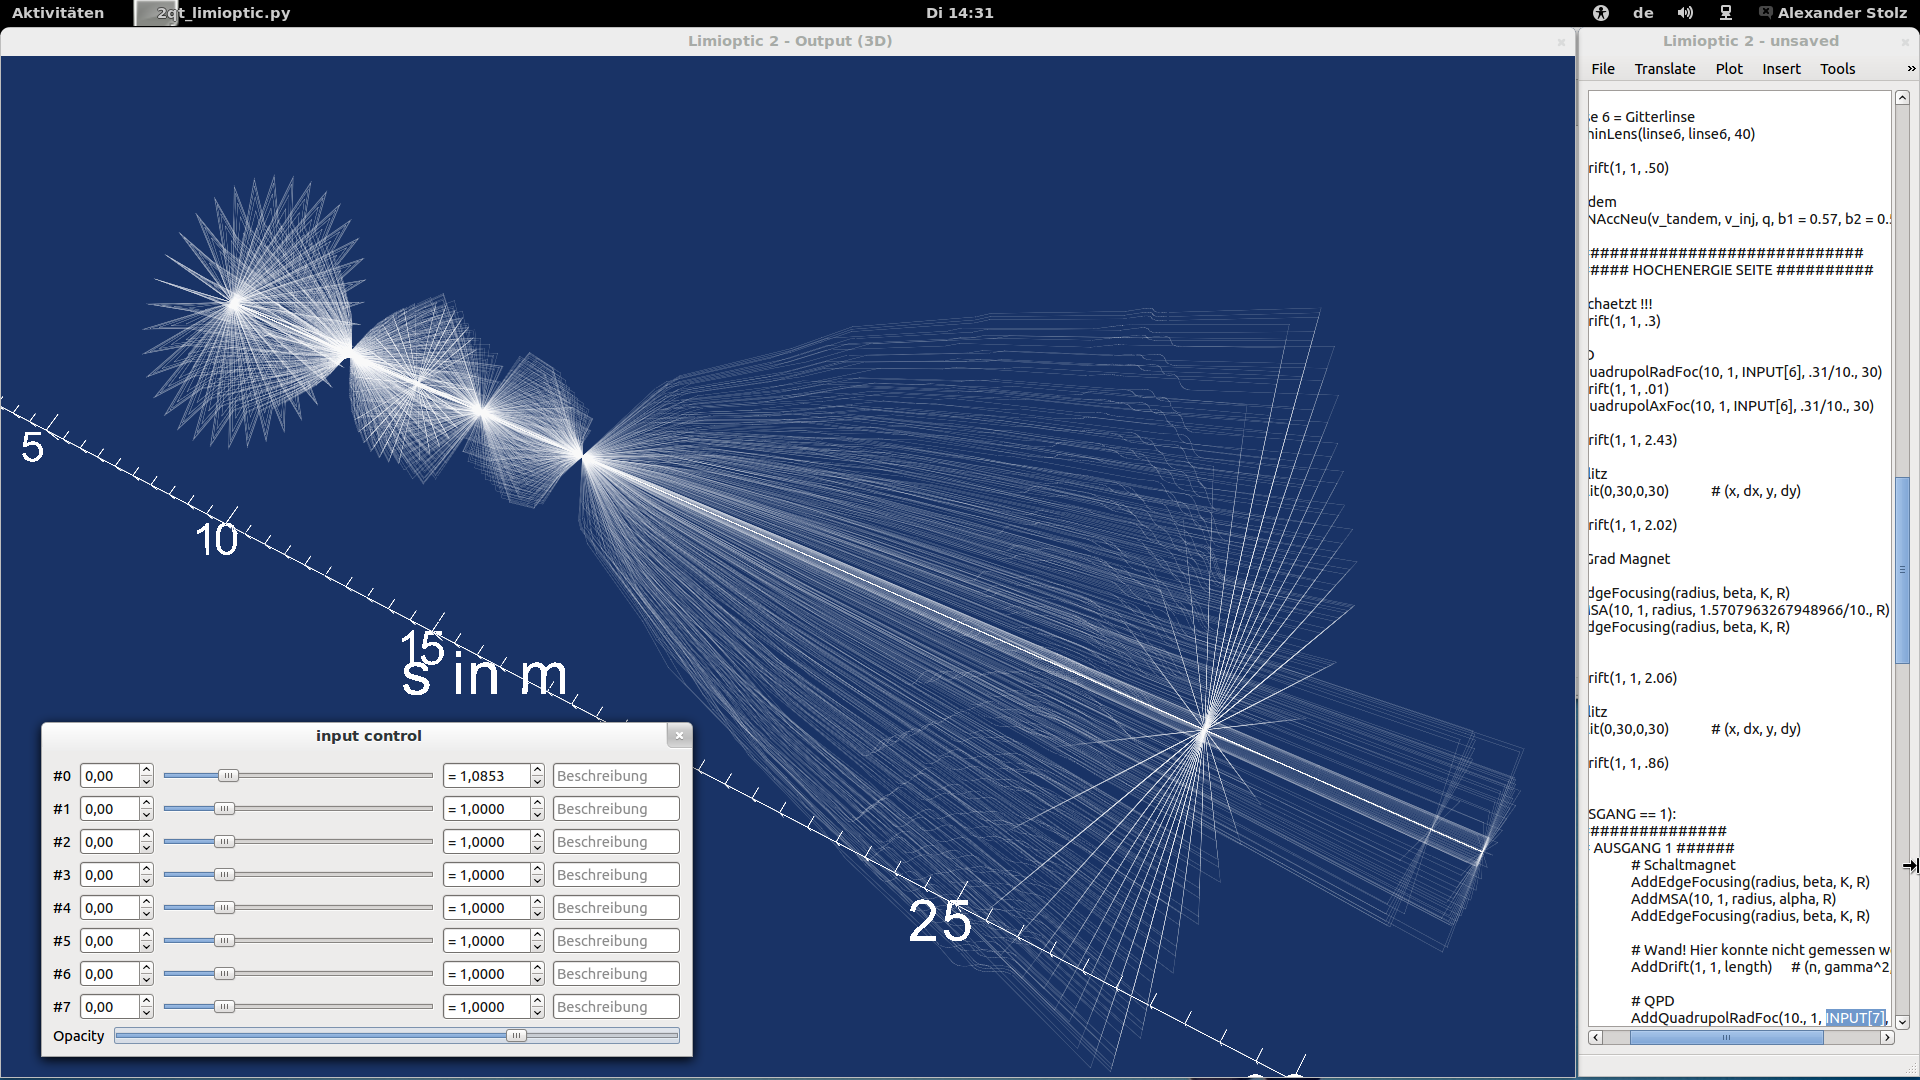 Aktivitäten
2qt_limioptic.py
Di 14:31
de
Alexander Stolz
Limioptic 2 - Output (3D)
5
10
15
s in m
25
input control
#0 0,00 = 1,0853 Beschreibung
#1 0,00 = 1,0000 Beschreibung
#2 0,00 = 1,0000 Beschreibung
#3 0,00 = 1,0000 Beschreibung
#4 0,00 = 1,0000 Beschreibung
#5 0,00 = 1,0000 Beschreibung
#6 0,00 = 1,0000 Beschreibung
#7 0,00 = 1,0000 Beschreibung
Opacity
Limioptic 2 - unsaved
File Translate Plot Insert Tools »
e 6 = Gitterlinse
ninLens(linse6, linse6, 40)
rift(1, 1, .50)
dem
NAccNeu(v_tandem, v_inj, q, b1 = 0.57, b2 = 0.
############################
#### HOCHENERGIE SEITE ##########
chaetzt !!!
rift(1, 1, .3)
D
uadrupolRadFoc(10, 1, INPUT[6], .31/10., 30)
rift(1, 1, .01)
uadrupolAxFoc(10, 1, INPUT[6], .31/10., 30)
rift(1, 1, 2.43)
litz
it(0,30,0,30) # (x, dx, y, dy)
rift(1, 1, 2.02)
Grad Magnet
dgeFocusing(radius, beta, K, R)
SA(10, 1, radius, 1.5707963267948966/10., R)
dgeFocusing(radius, beta, K, R)
rift(1, 1, 2.06)
litz
it(0,30,0,30) # (x, dx, y, dy)
rift(1, 1, .86)
SGANG == 1):
##############
AUSGANG 1 ######
# Schaltmagnet
AddEdgeFocusing(radius, beta, K, R)
AddMSA(10, 1, radius, alpha, R)
AddEdgeFocusing(radius, beta, K, R)
# Wand! Hier konnte nicht gemessen w
AddDrift(1, 1, length) # (n, gamma^2,
# QPD
AddQuadrupolRadFoc(10., 1, INPUT[7],